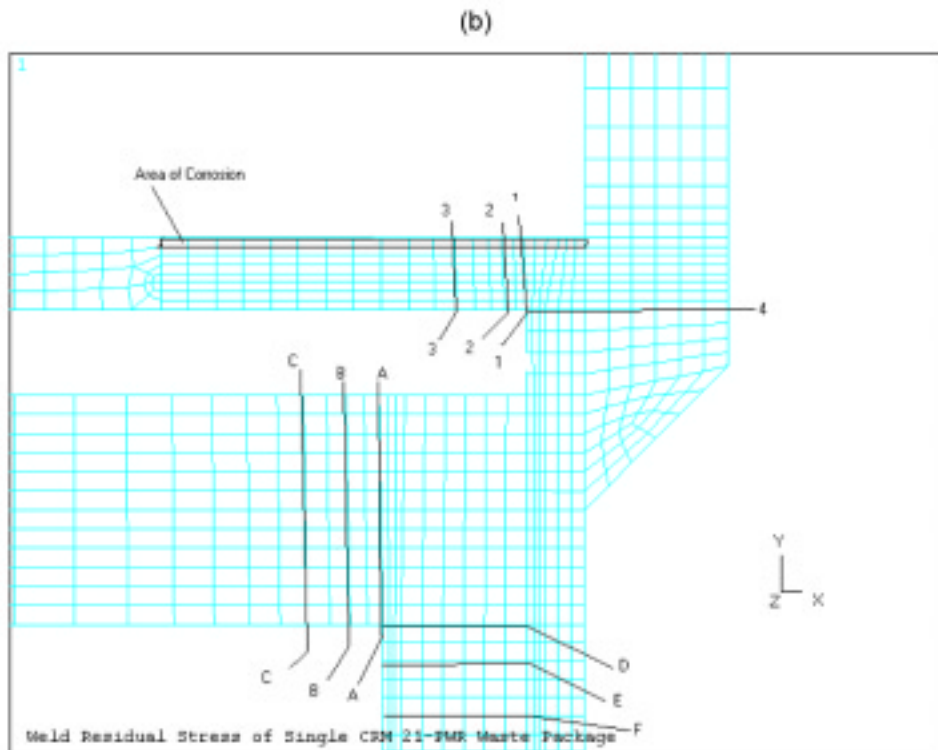 (b)
1
Area of Corrosion
3 2 1
4
3 2 1
C B A
Y
Z X
C B A
D
E
F
Weld Residual Stress of Single CRM 21-PWR Waste Package